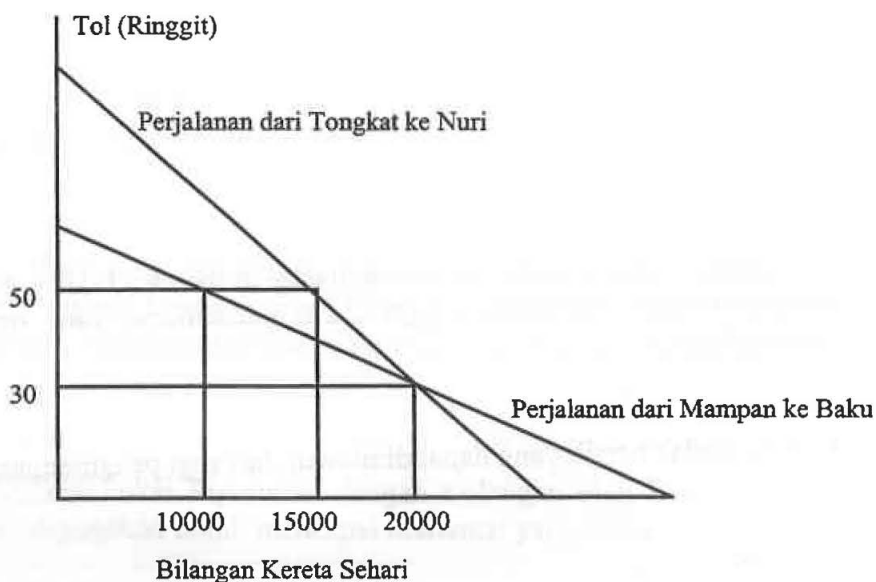 Tol (Ringgit)
Perjalanan dari Tongkat ke Nuri
50
30
Perjalanan dari Mampan ke Baku
10000 15000 20000
Bilangan Kereta Sehari